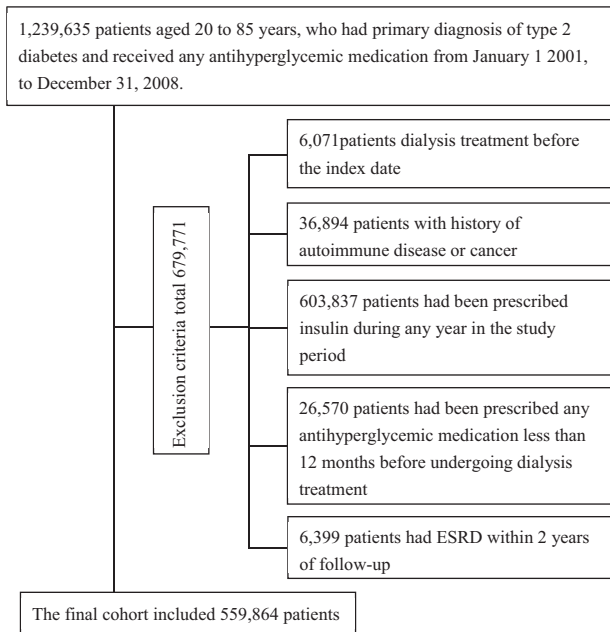 1,239,635 patients aged 20 to 85 years, who had primary diagnosis of type 2
diabetes and received any antihyperglycemic medication from January 1 2001,
to December 31, 2008.
Exclusion criteria total 679,771
6,071patients dialysis treatment before
the index date
36,894 patients with history of
autoimmune disease or cancer
603,837 patients had been prescribed
insulin during any year in the study
period
26,570 patients had been prescribed any
antihyperglycemic medication less than
12 months before undergoing dialysis
treatment
6,399 patients had ESRD within 2 years
of follow-up
The final cohort included 559,864 patients